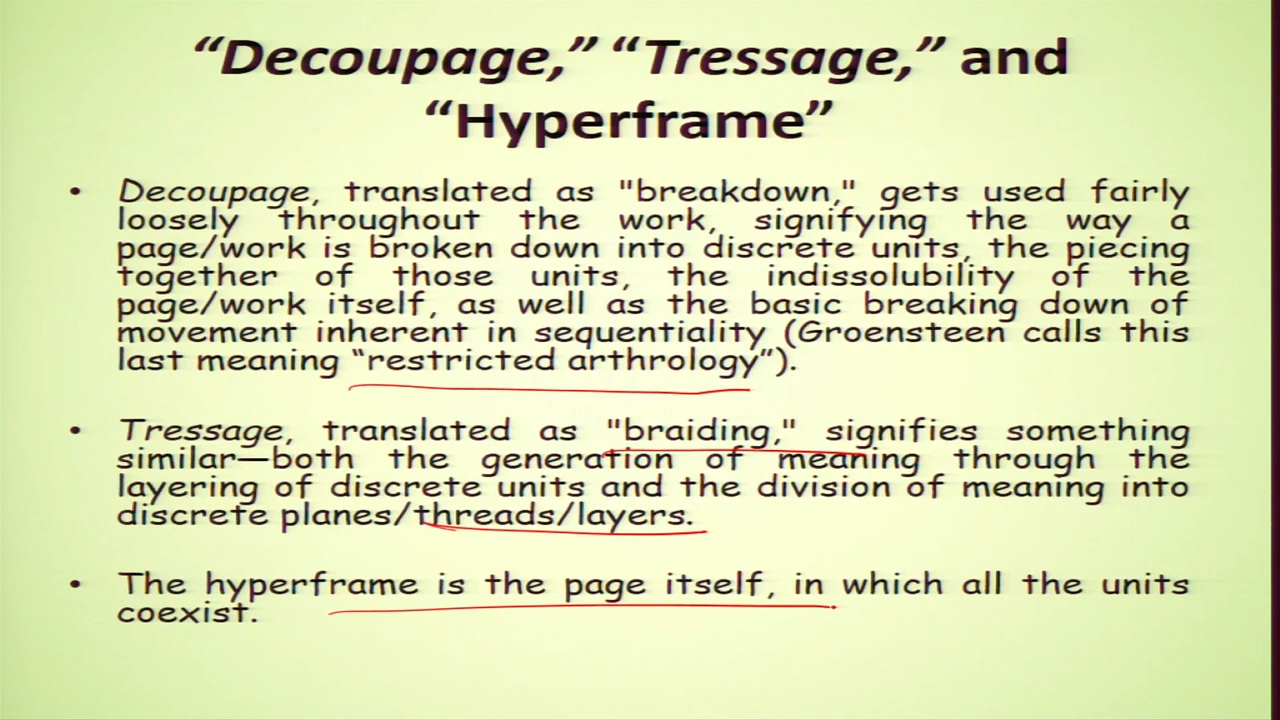 “Decoupage,” “Tressage,” and
“Hyperframe”
• Decoupage, translated as "breakdown," gets used fairly
loosely throughout the work, signifying the way a
page/work is broken down into discrete units, the piecing
together of those units, the indissolubility of the
page/work itself, as well as the basic breaking down of
movement inherent in sequentiality (Groensteen calls this
last meaning “restricted arthrology”).
• Tressage, translated as "braiding," signifies something
similar—both the generation of meaning through the
layering of discrete units and the division of meaning into
discrete planes/threads/layers.
• The hyperframe is the page itself, in which all the units
coexist.